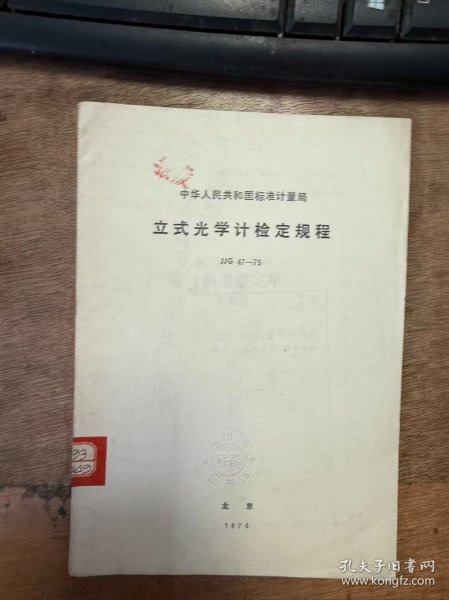 中华人民共和国标准计量局
立式光学计检定规程
JJG 47—75
北京
1976
孔夫子旧书网
www.kongfz.com